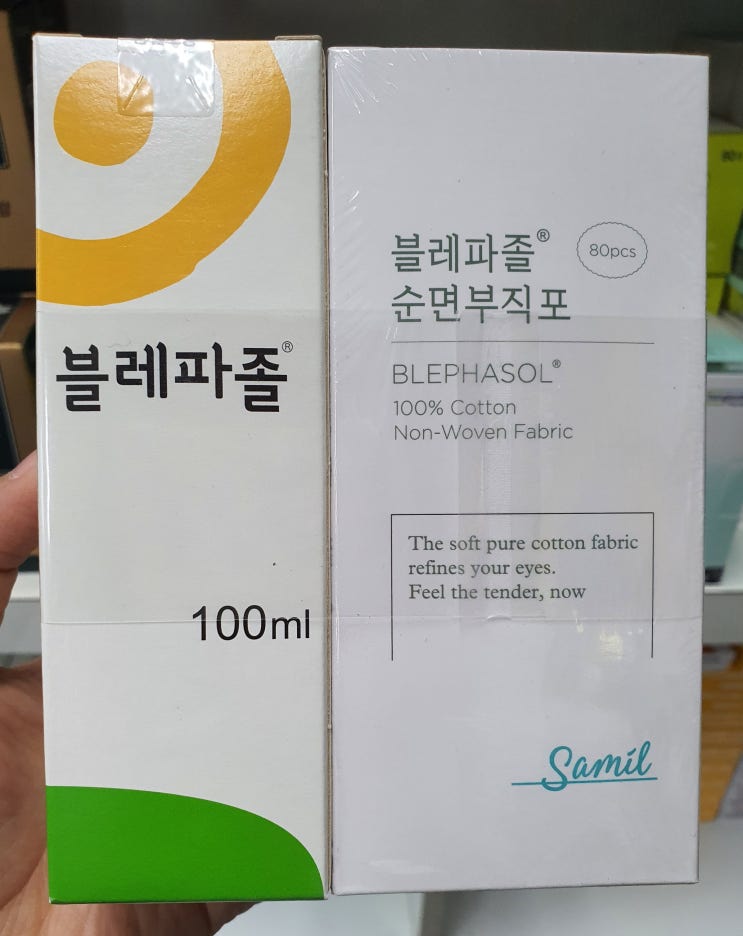 블레파졸®
100ml
블레파졸®
80pcs
순면부직포
BLEPHASOL®
100% Cotton
Non-Woven Fabric
The soft pure cotton fabric
refines your eyes.
Feel the tender, now
Samil